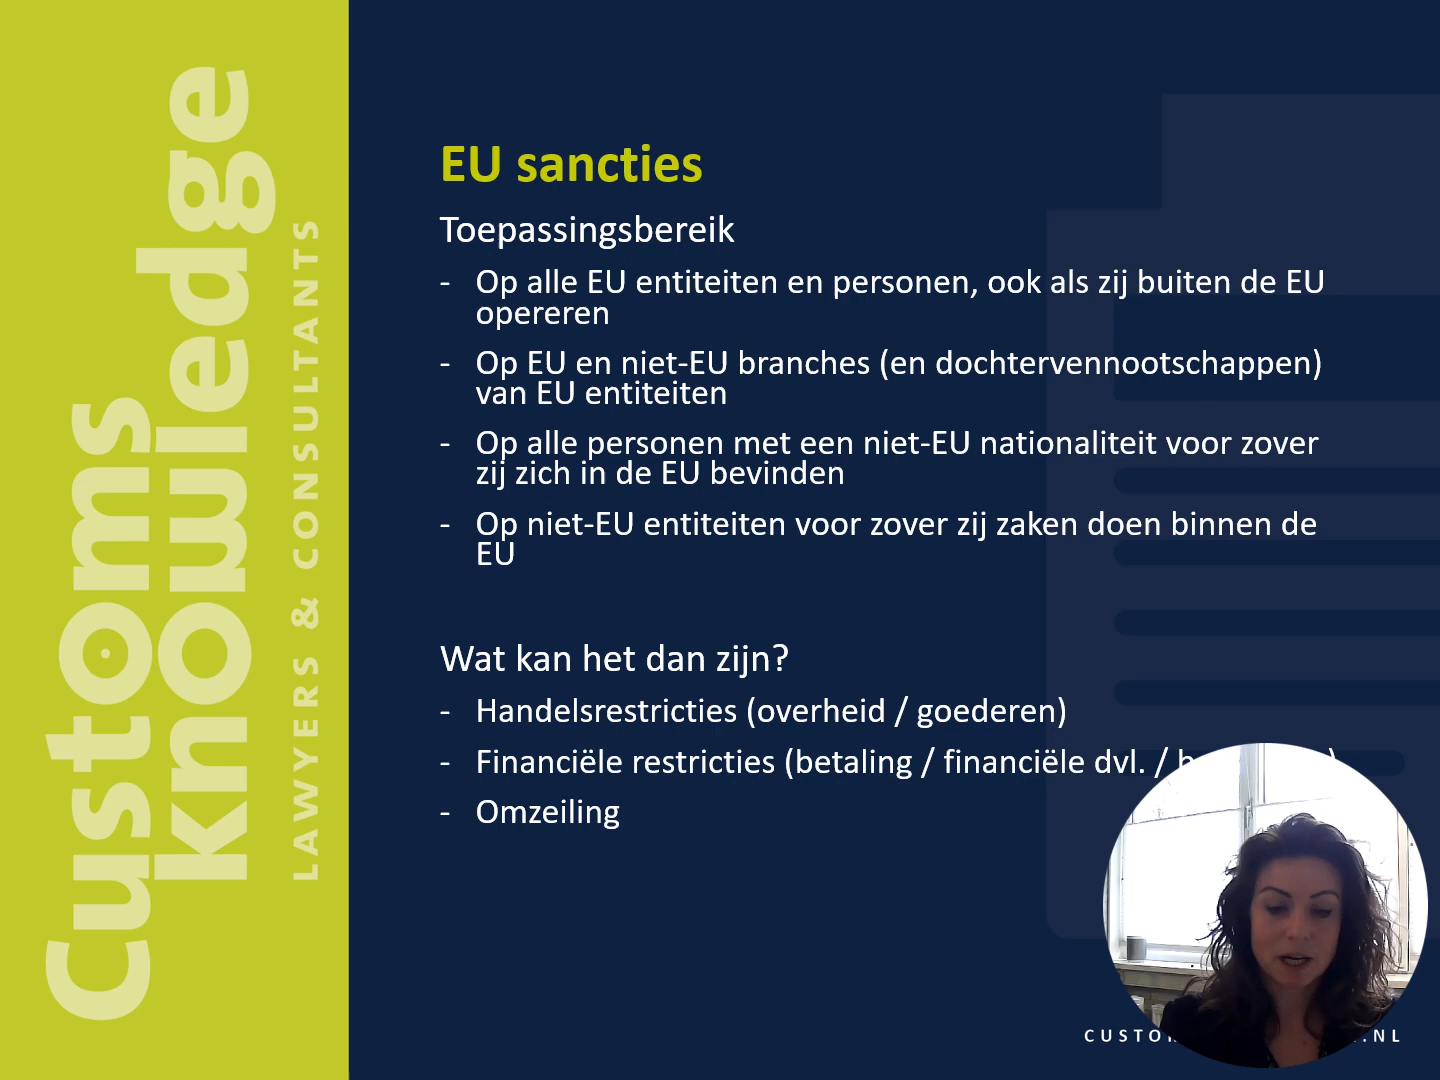 Customs
knowledge
LAWYERS & CONSULTANTS
EU sancties
Toepassingsbereik
- Op alle EU entiteiten en personen, ook als zij buiten de EU
opereren
- Op EU en niet-EU branches (en dochtervennootschappen)
van EU entiteiten
- Op alle personen met een niet-EU nationaliteit voor zover
zij zich in de EU bevinden
- Op niet-EU entiteiten voor zover zij zaken doen binnen de
EU
Wat kan het dan zijn?
- Handelsrestricties (overheid / goederen)
- Financiële restricties (betaling / financiële dvl. /
- Omzeiling